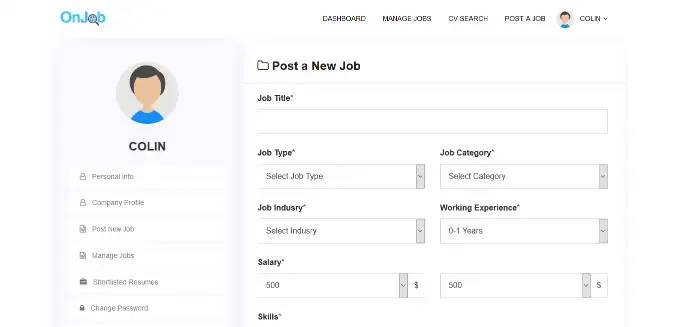 OnJob
DASHBOARD MANAGE JOBS CV SEARCH POST A JOB COLIN
COLIN
Personal Info
Company Profile
Post New Job
Manage Jobs
Shortlisted Resumes
Change Password
Post a New Job
Job Title*
Job Type* Job Category*
Select Job Type Select Category
Job Indusry* Working Experience*
Select Indusry 0-1 Years
Salary*
500 $ 500 $
Skills*